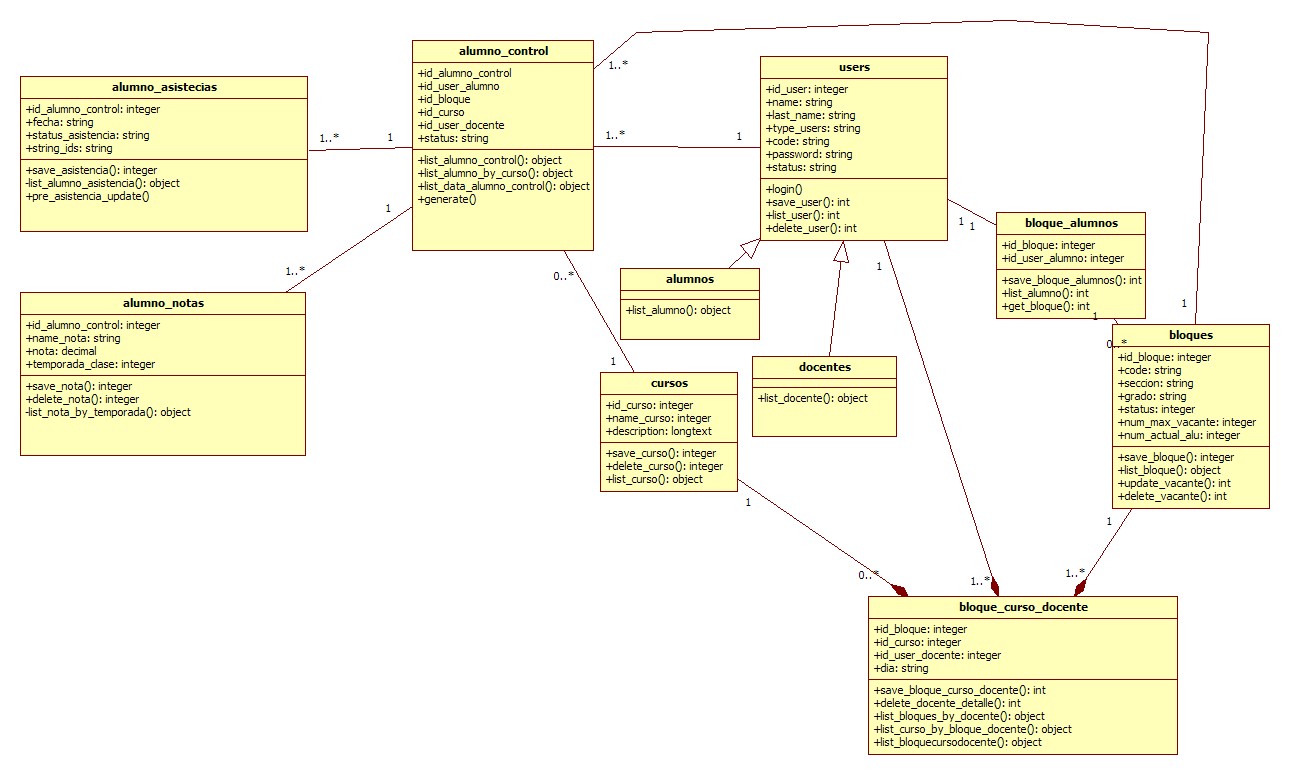 alumno_asistecias
+id_alumno_control: integer
+fecha: string
+status_asistencia: string
+string_ids: string
+save_asistencia(): integer
-list_alumno_asistencia(): object
+pre_asistencia_update()
1..*
1
alumno_control
+id_alumno_control
+id_user_alumno
+id_bloque
+id_curso
+id_user_docente
+status: string
+list_alumno_control(): object
+list_alumno_by_curso(): object
+list_data_alumno_control(): object
+generate()
1..*
1..*
1
users
+id_user: integer
+name: string
+last_name: string
+type_users: string
+code: string
+password: string
+status: string
+login()
+save_user(): int
+list_user(): int
+delete_user(): int
1
1
bloque_alumnos
+id_bloque: integer
+id_user_alumno: integer
+save_bloque_alumnos(): int
+list_alumno(): int
+get_bloque(): int
1
0..*
1
1
1..*
alumno_notas
+id_alumno_control: integer
+name_nota: string
+nota: decimal
+temporada_clase: integer
+save_nota(): integer
+delete_nota(): integer
-list_nota_by_temporada(): object
0..*
1
alumnos
+list_alumno(): object
docentes
+list_docente(): object
1
bloques
+id_bloque: integer
+code: string
+seccion: string
+grado: string
+status: integer
+num_max_vacante: integer
+num_actual_alu: integer
+save_bloque(): integer
+list_bloque(): object
+update_vacante(): int
+delete_vacante(): int
cursos
+id_curso: integer
+name_curso: integer
+description: longtext
+save_curso(): integer
+delete_curso(): integer
+list_curso(): object
1
1
0..*
1..*
1..*
bloque_curso_docente
+id_bloque: integer
+id_curso: integer
+id_user_docente: integer
+dia: string
+save_bloque_curso_docente(): int
+delete_docente_detalle(): int
+list_bloques_by_docente(): object
+list_curso_by_bloque_docente(): object
+list_bloquecursodocente(): object